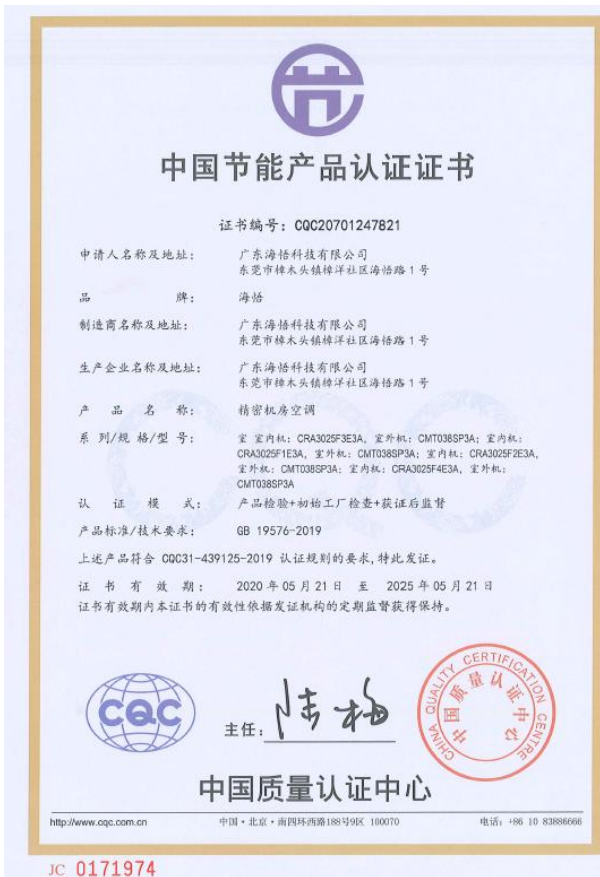 中国节能产品认证证书
证书编号：CQC20701247821
申请人名称及地址： 广东海悟科技有限公司
东莞市樟木头镇樟洋社区海悟路1号
品 牌： 海悟
制造商名称及地址： 广东海悟科技有限公司
东莞市樟木头镇樟洋社区海悟路1号
生产企业名称及地址： 广东海悟科技有限公司
东莞市樟木头镇樟洋社区海悟路1号
产 品 名 称： 精密机房空调
系 列/规 格/型 号： 室 室内机：CRA3025F3E3A，室外机：CMT038SP3A；室内机：
CRA3025F1E3A，室外机：CMT038SP3A；室内机：CRA3025F2E3A，
室外机：CMT038SP3A；室内机：CRA3025F4E3A，室外机：
CMT038SP3A
认 证 模 式： 产品检验+初始工厂检查+获证后监督
产品标准/技术要求： GB 19576-2019
上述产品符合 CQC31-439125-2019 认证规则的要求,特此发证。
证 书 有 效 期： 2020 年 05 月 21 日 至 2025 年 05 月 21 日
证书有效期内本证书的有效性依据发证机构的定期监督获得保持。
CQC
主任：陆梅
CHINA QUALITY CERTIFICATION CENTRE
中国质量认证中心
中国质量认证中心
http://www.cqc.com.cn 中国·北京·南四环西路188号9区 100070 电话：+86 10 83886666
JC 0171974